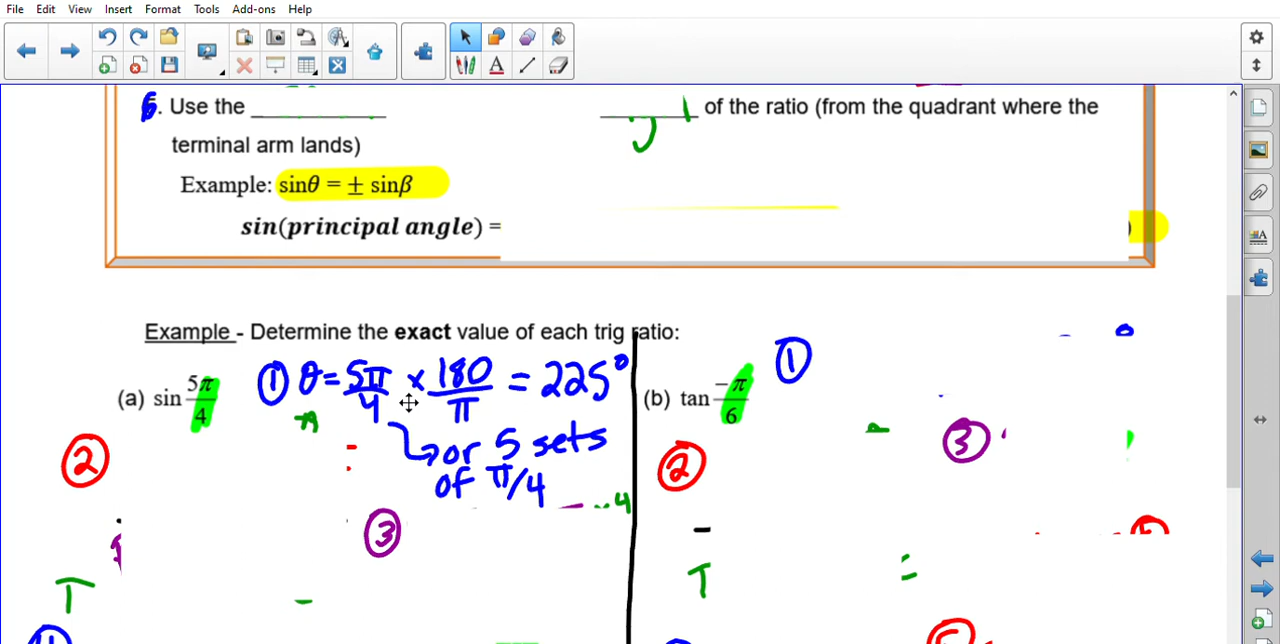 File Edit View Insert Format Tools Add-ons Help
6. Use the ____________ ____________ of the ratio (from the quadrant where the
terminal arm lands)
Example: sinθ = ± sinβ
sin(principal angle) = )
Example - Determine the exact value of each trig ratio:
(a) sin 5π/4
① θ = 5π/4 × 180/π = 225°
or 5 sets
of π/4
②
③
T
(b) tan -π/6
①
②
③
T